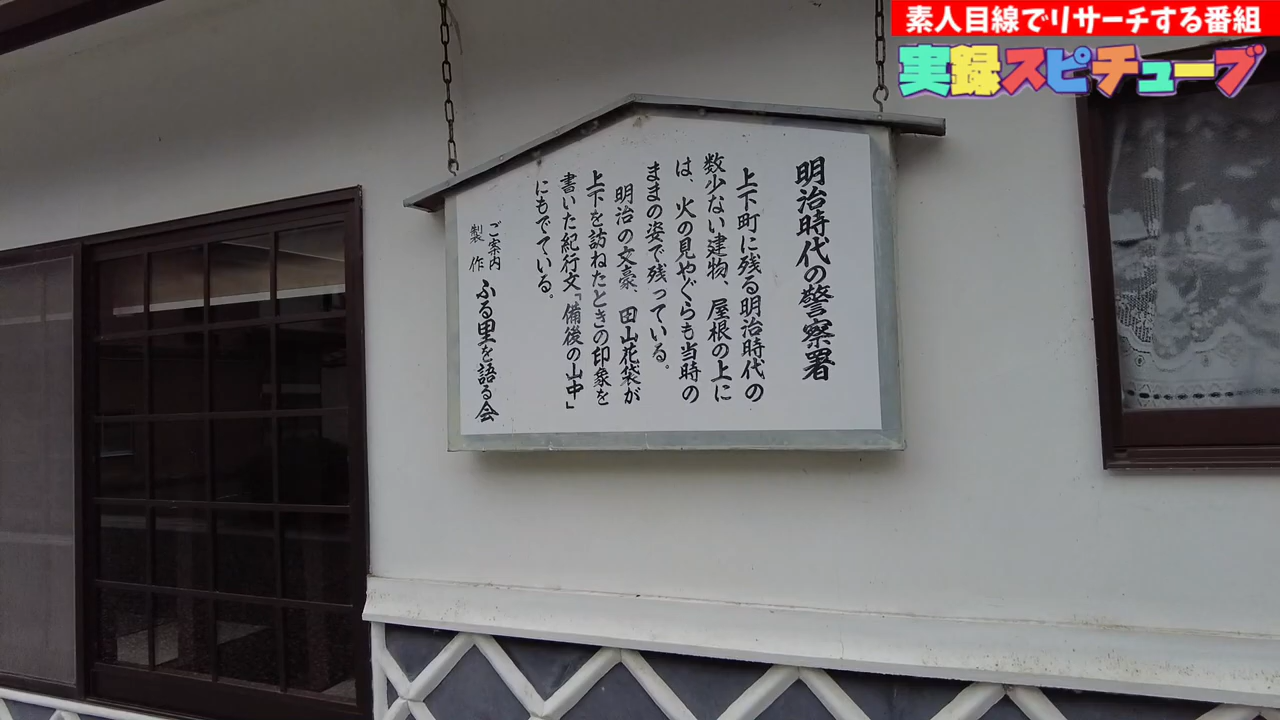 素人目線でリサーチする番組
実録スピチューブ
明治時代の警察署
上下町に残る明治時代の
数少ない建物、屋根の上に
は、火の見やぐらも当時の
ままの姿で残っている。
明治の文豪、田山花袋が
上下を訪ねたときの印象を
書いた紀行文「備後の山中」
にもでている。
ご案内
製作
ふる里を語る会